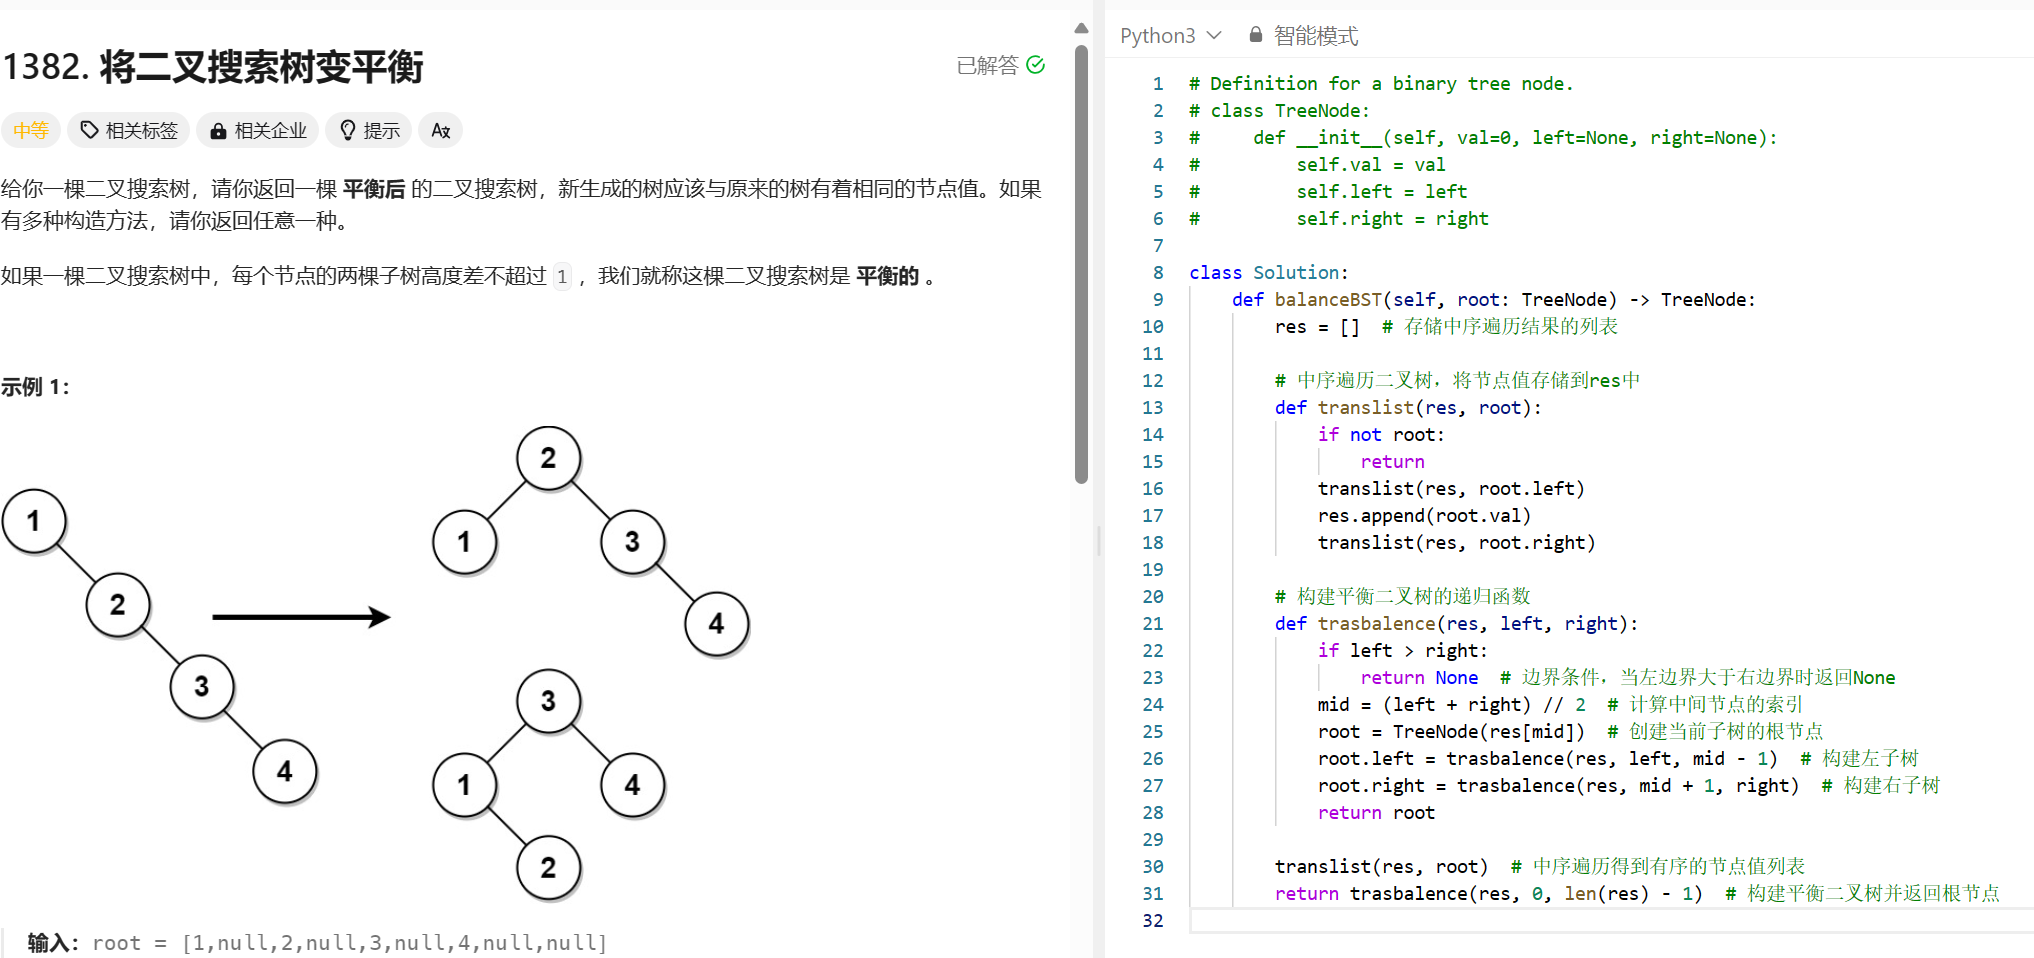 1382. 将二叉搜索树变平衡
已解答
中等 相关标签 相关企业 提示 Ax
给你一棵二叉搜索树，请你返回一棵 平衡后 的二叉搜索树，新生成的树应该与原来的树有着相同的节点值。如果
有多种构造方法，请你返回任意一种。
如果一棵二叉搜索树中，每个节点的两棵子树高度差不超过 1 ，我们就称这棵二叉搜索树是 平衡的 。
示例 1：
1
2
3
4
2
1
3
4
3
1
4
2
输入：root = [1,null,2,null,3,null,4,null,null]
Python3 智能模式
1 # Definition for a binary tree node.
2 # class TreeNode:
3 #     def __init__(self, val=0, left=None, right=None):
4 #         self.val = val
5 #         self.left = left
6 #         self.right = right
7
8 class Solution:
9     def balanceBST(self, root: TreeNode) -> TreeNode:
10         res = []  # 存储中序遍历结果的列表
11
12         # 中序遍历二叉树，将节点值存储到res中
13         def translist(res, root):
14             if not root:
15                 return
16             translist(res, root.left)
17             res.append(root.val)
18             translist(res, root.right)
19
20         # 构建平衡二叉树的递归函数
21         def trasbalence(res, left, right):
22             if left > right:
23                 return None  # 边界条件，当左边界大于右边界时返回None
24             mid = (left + right) // 2  # 计算中间节点的索引
25             root = TreeNode(res[mid])  # 创建当前子树的根节点
26             root.left = trasbalence(res, left, mid - 1)  # 构建左子树
27             root.right = trasbalence(res, mid + 1, right)  # 构建右子树
28             return root
29
30         translist(res, root)  # 中序遍历得到有序的节点值列表
31         return trasbalence(res, 0, len(res) - 1)  # 构建平衡二叉树并返回根节点
32